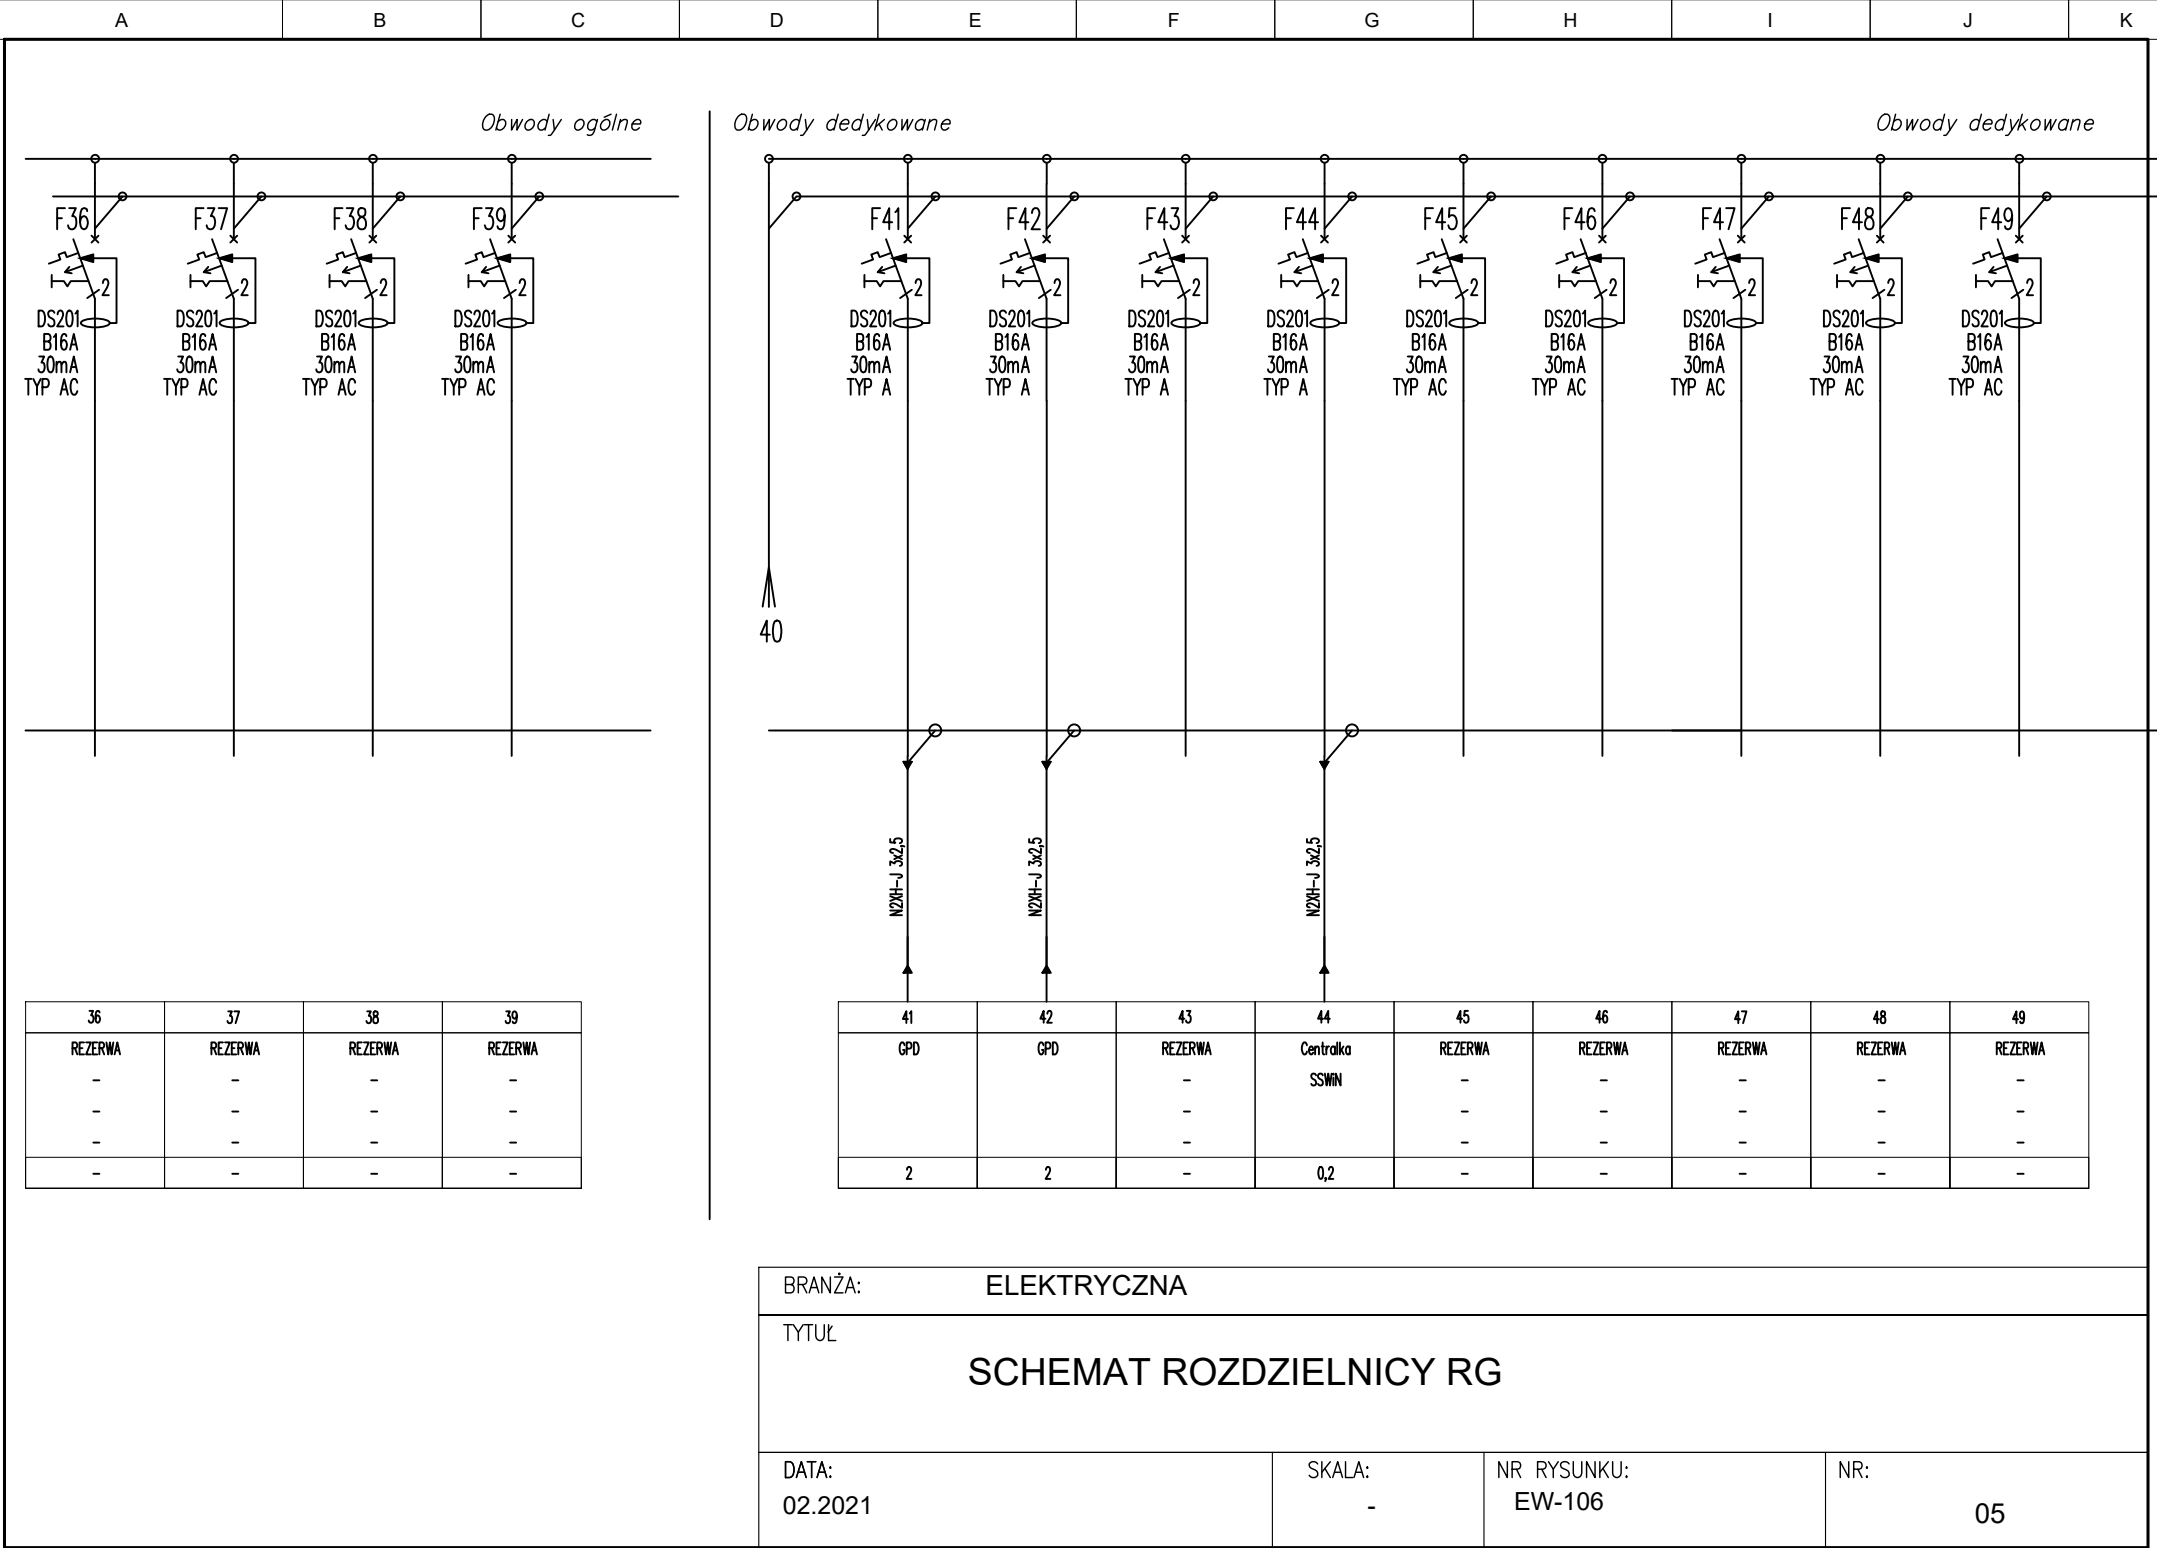 A B C D E F G H I J K
Obwody ogólne Obwody dedykowane Obwody dedykowane
F36 F37 F38 F39 F41 F42 F43 F44 F45 F46 F47 F48 F49
2 2 2 2 2 2 2 2 2 2 2 2 2
DS201 DS201 DS201 DS201 DS201 DS201 DS201 DS201 DS201 DS201 DS201 DS201 DS201
B16A B16A B16A B16A B16A B16A B16A B16A B16A B16A B16A B16A B16A
30mA 30mA 30mA 30mA 30mA 30mA 30mA 30mA 30mA 30mA 30mA 30mA 30mA
TYP AC TYP AC TYP AC TYP AC TYP A TYP A TYP A TYP A TYP AC TYP AC TYP AC TYP AC TYP AC
40
N2XH-J 3x2,5 N2XH-J 3x2,5 N2XH-J 3x2,5
36 37 38 39 41 42 43 44 45 46 47 48 49
REZERWA REZERWA REZERWA REZERWA GPD GPD REZERWA Centralka REZERWA REZERWA REZERWA REZERWA REZERWA
- - - - - SSWiN - - - - -
- - - - - - - - - -
- - - - - - - - - -
- - - - 2 2 - 0,2 - - - - -
BRANŻA: ELEKTRYCZNA
TYTUŁ
SCHEMAT ROZDZIELNICY RG
DATA: SKALA: NR RYSUNKU: NR:
02.2021 - EW-106 05